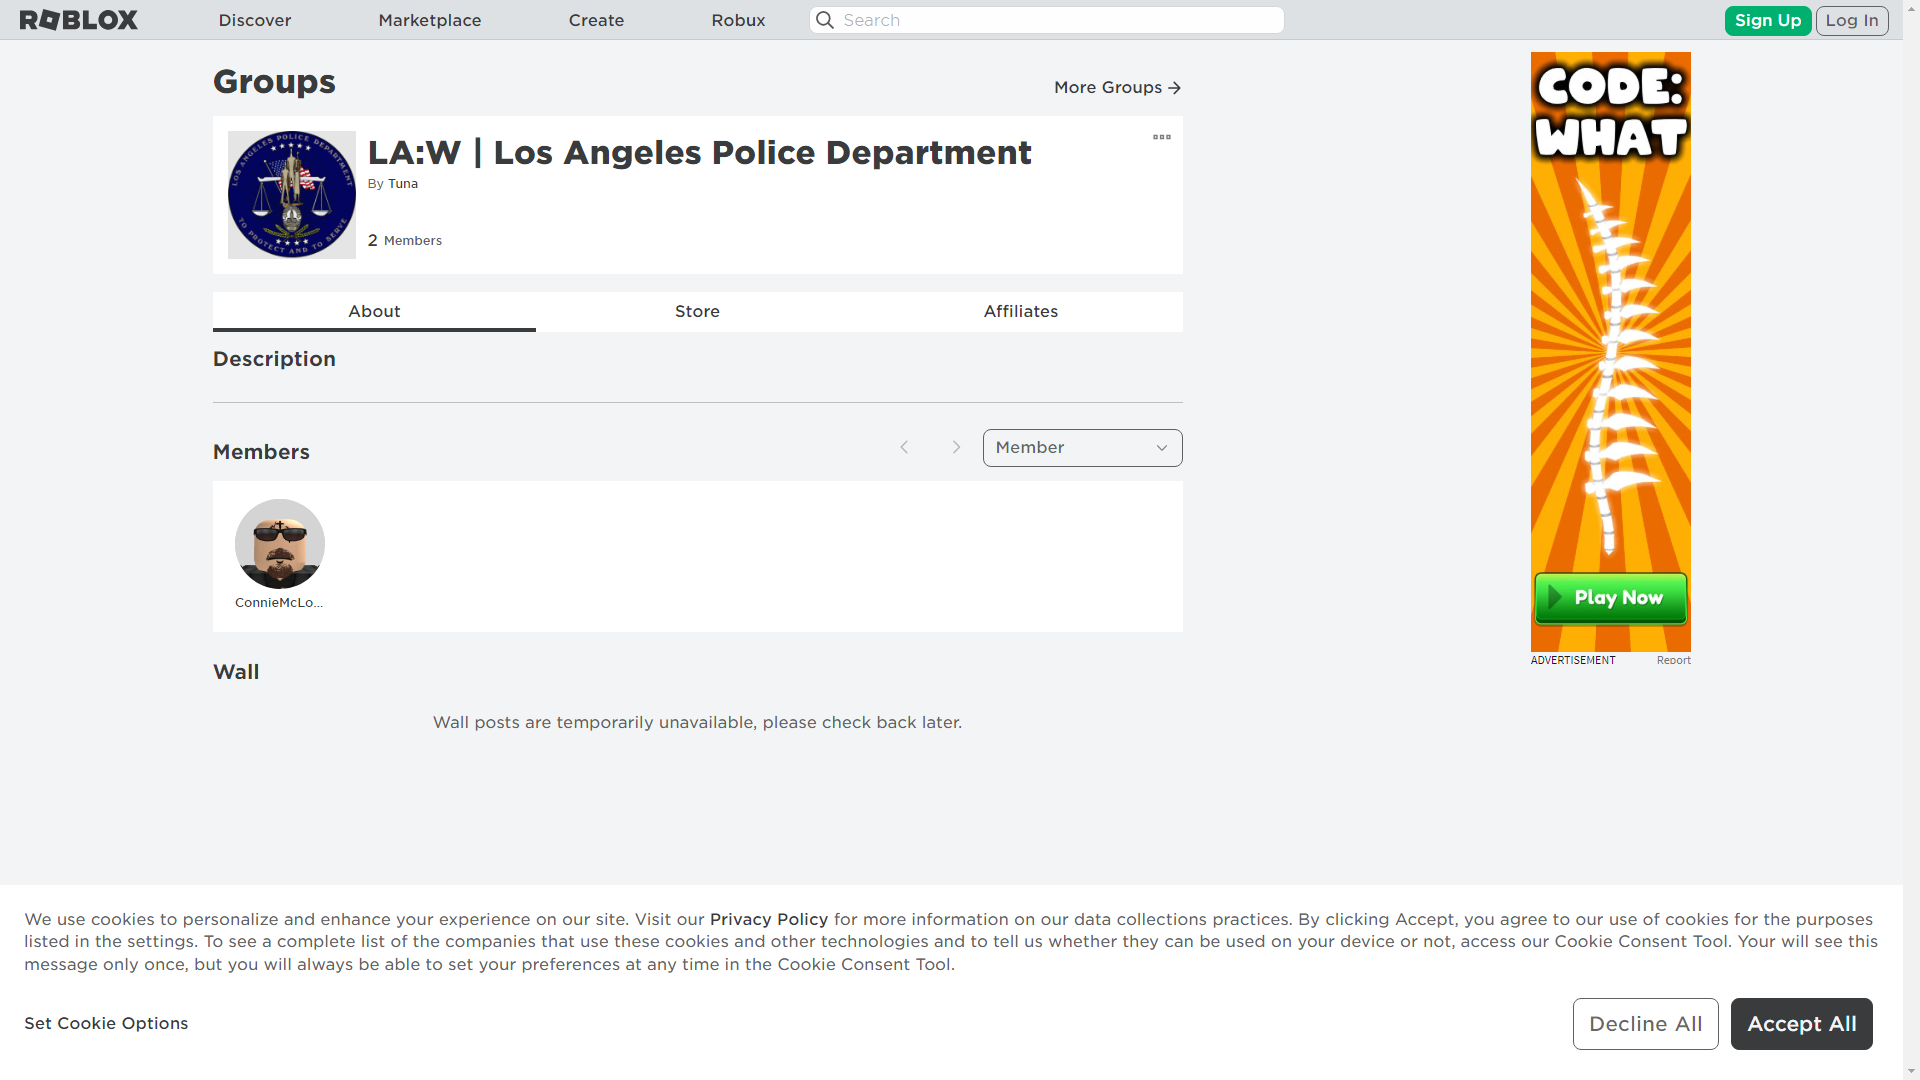 ROBLOX
Discover
Marketplace
Create
Robux
Search
Sign Up
Log In
Groups
More Groups
LOS ANGELES POLICE DEPARTMENT
TO PROTECT AND TO SERVE
LA:W | Los Angeles Police Department
By Tuna
2 Members
About
Store
Affiliates
Description
Members
Member
ConnieMcLo...
Wall
Wall posts are temporarily unavailable, please check back later.
CODE:
WHAT
Play Now
ADVERTISEMENT
Report
We use cookies to personalize and enhance your experience on our site. Visit our Privacy Policy for more information on our data collections practices. By clicking Accept, you agree to our use of cookies for the purposes
listed in the settings. To see a complete list of the companies that use these cookies and other technologies and to tell us whether they can be used on your device or not, access our Cookie Consent Tool. Your will see this
message only once, but you will always be able to set your preferences at any time in the Cookie Consent Tool.
Set Cookie Options
Decline All
Accept All